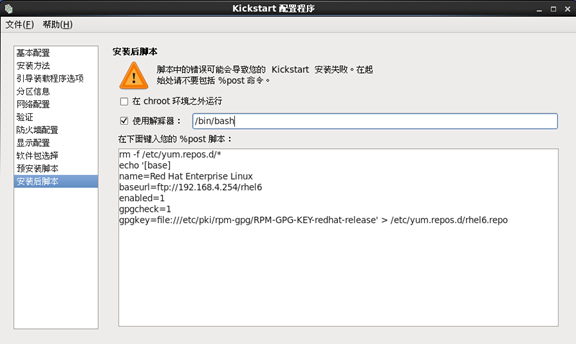 Kickstart 配置程序
文件(F) 帮助(H)
基本配置
安装方法
引导装载程序选项
分区信息
网络配置
验证
防火墙配置
显示配置
软件包选择
预安装脚本
安装后脚本
安装后脚本
脚本中的错误可能会导致您的 Kickstart 安装失败。在起
始处请不要包括 %post 命令。
在 chroot 环境之外运行
使用解释器：
/bin/bash
在下面键入您的 %post 脚本：
rm -f /etc/yum.repos.d/*
echo '[base]
name=Red Hat Enterprise Linux
baseurl=ftp://192.168.4.254/rhel6
enabled=1
gpgcheck=1
gpgkey=file:///etc/pki/rpm-gpg/RPM-GPG-KEY-redhat-release' > /etc/yum.repos.d/rhel6.repo